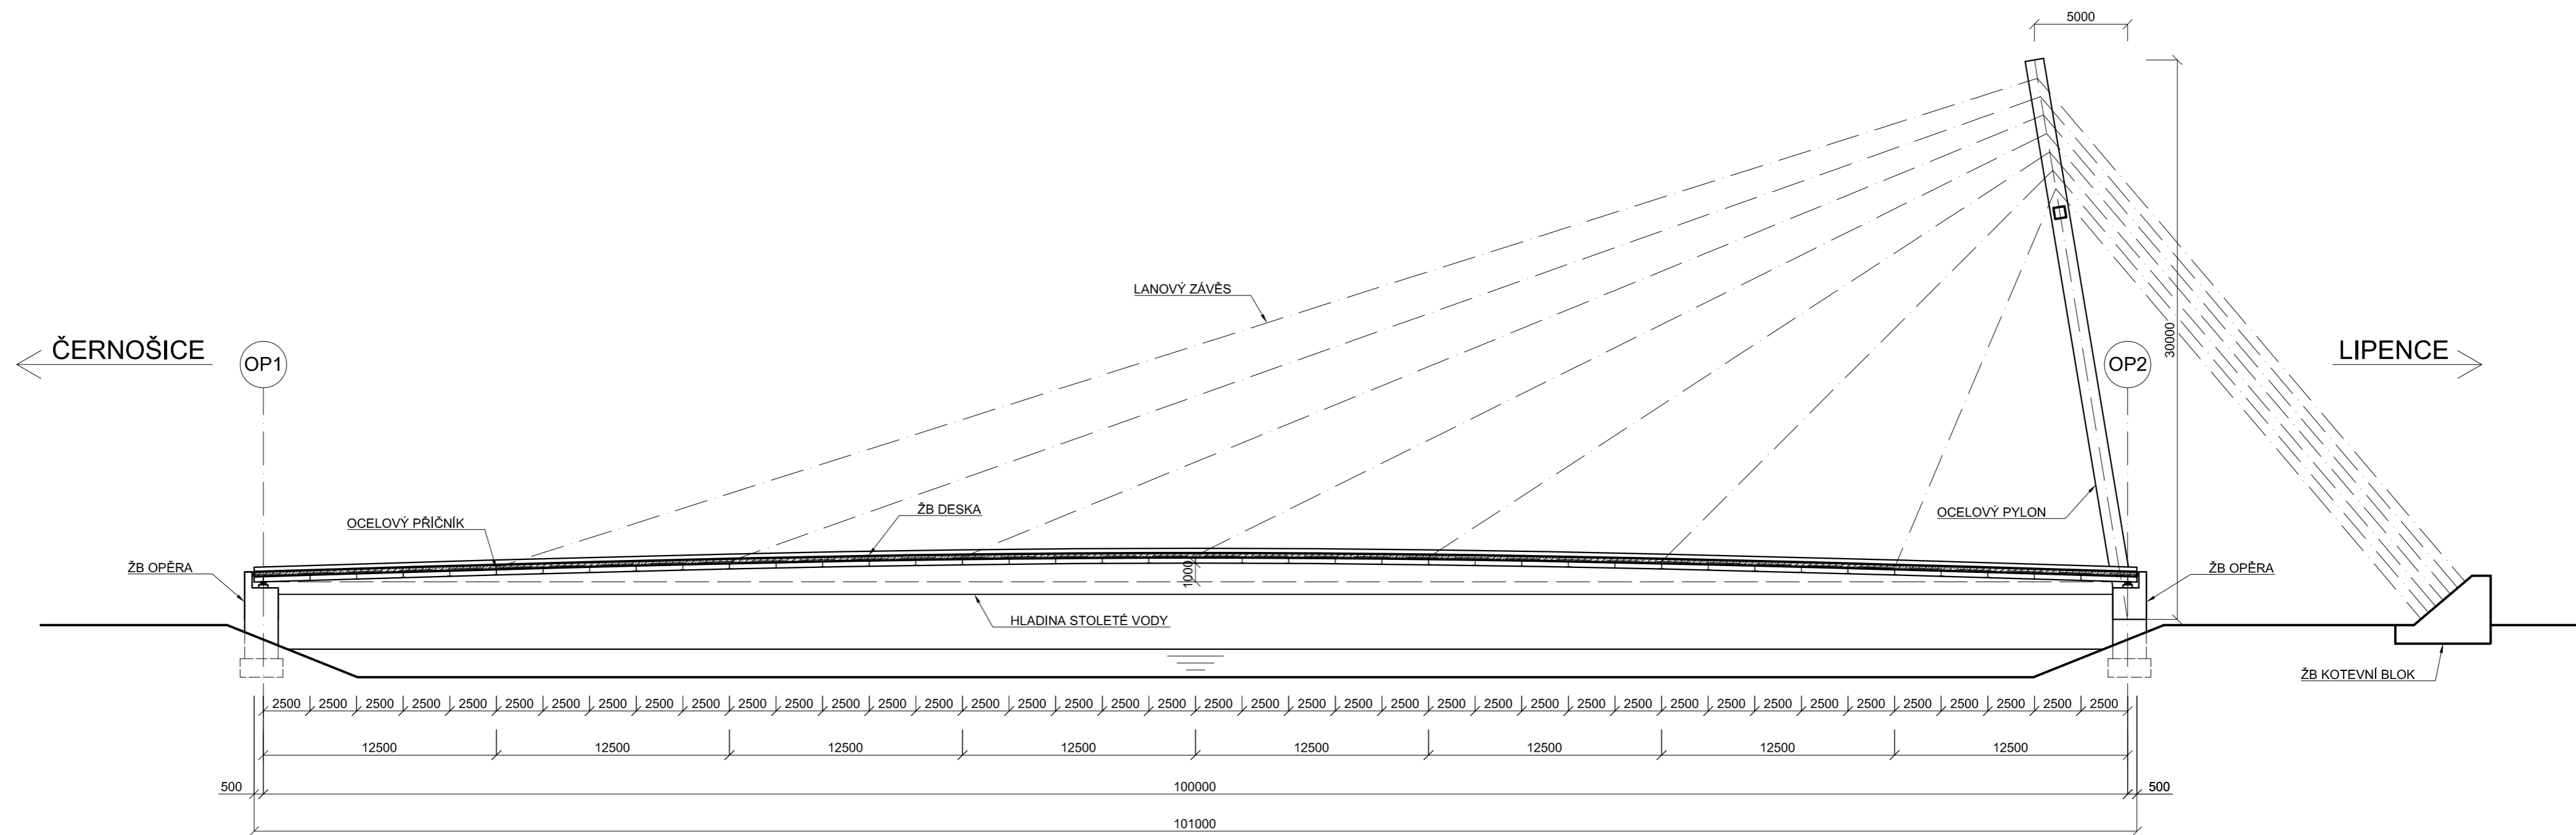 5000
LANOVÝ ZÁVĚS
30000
ČERNOŠICE
OP1
OP2
LIPENCE
OCELOVÝ PŘÍČNÍK
ŽB DESKA
OCELOVÝ PYLON
ŽB OPĚRA
1000
ŽB OPĚRA
HLADINA STOLETÉ VODY
ŽB KOTEVNÍ BLOK
2500 2500 2500 2500 2500 2500 2500 2500 2500 2500 2500 2500 2500 2500 2500 2500 2500 2500 2500 2500 2500 2500 2500 2500 2500 2500 2500 2500 2500 2500 2500 2500 2500 2500 2500 2500 2500 2500 2500 2500
12500 12500 12500 12500 12500 12500 12500 12500
500 100000 500
101000